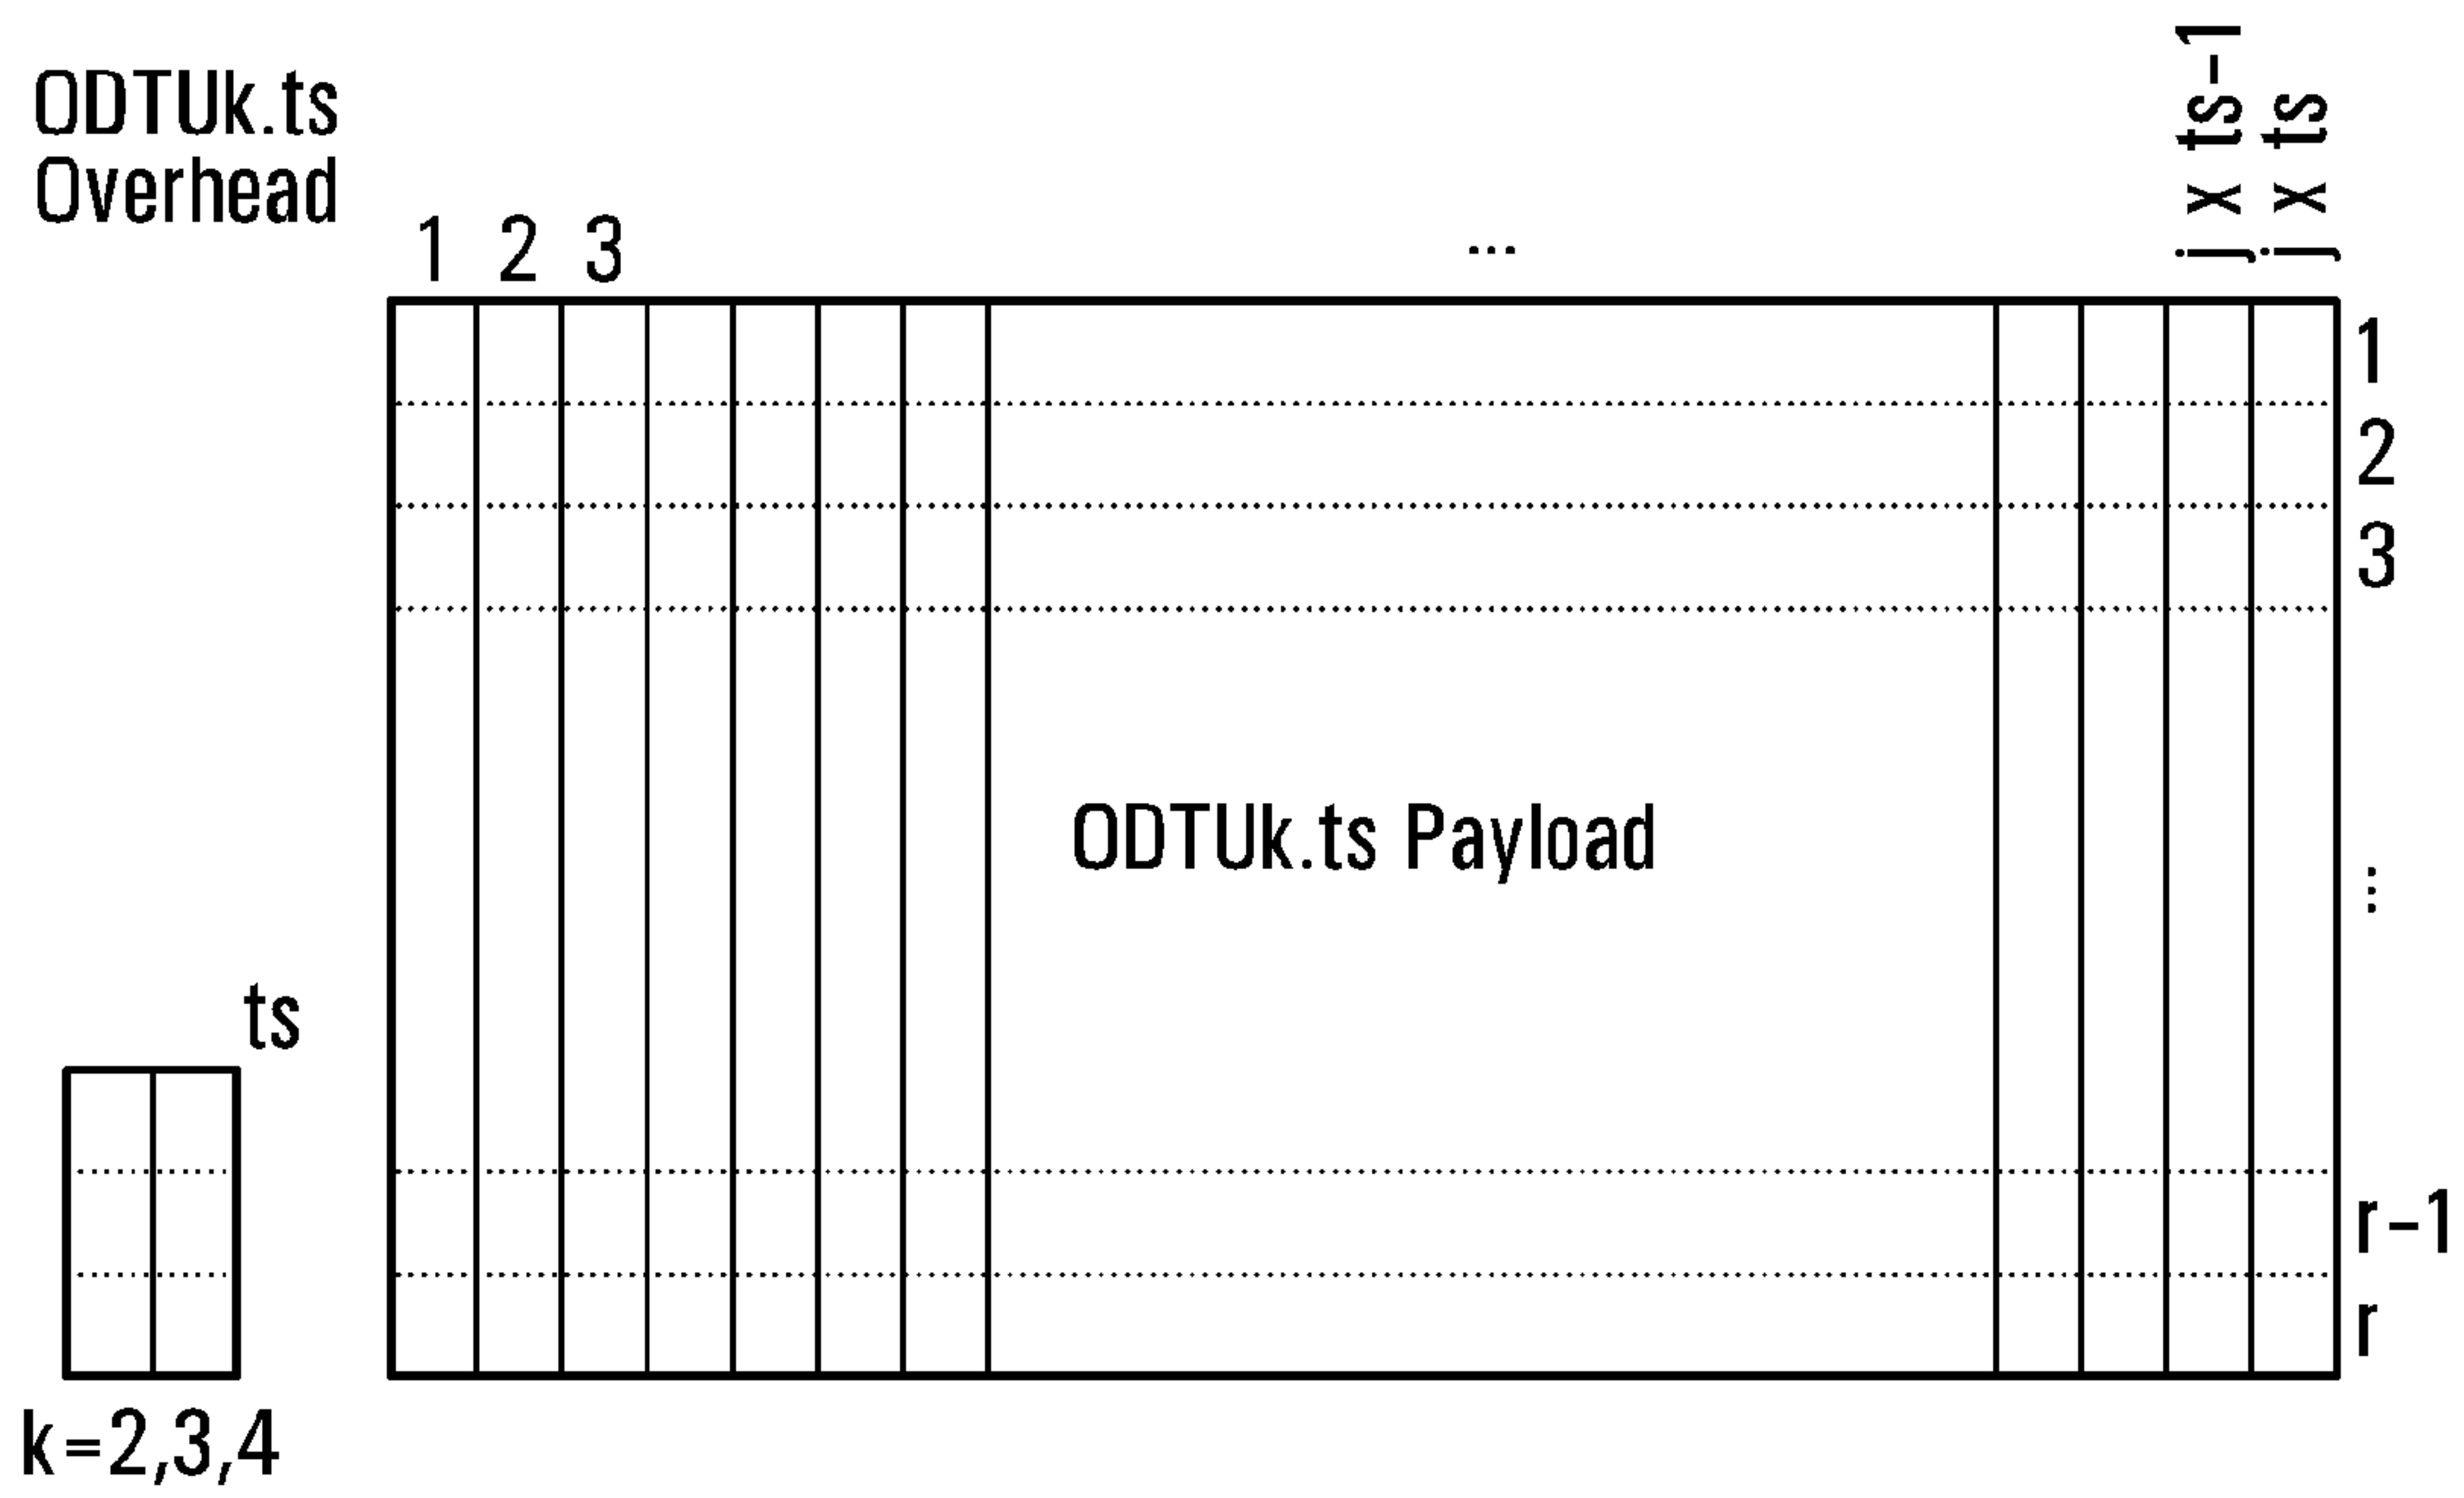 ODTUk.ts
Overhead
1 2 3 ... j x ts-1 j x ts
1
2
3
ODTUk.ts Payload
...
ts
r-1
r
k=2,3,4